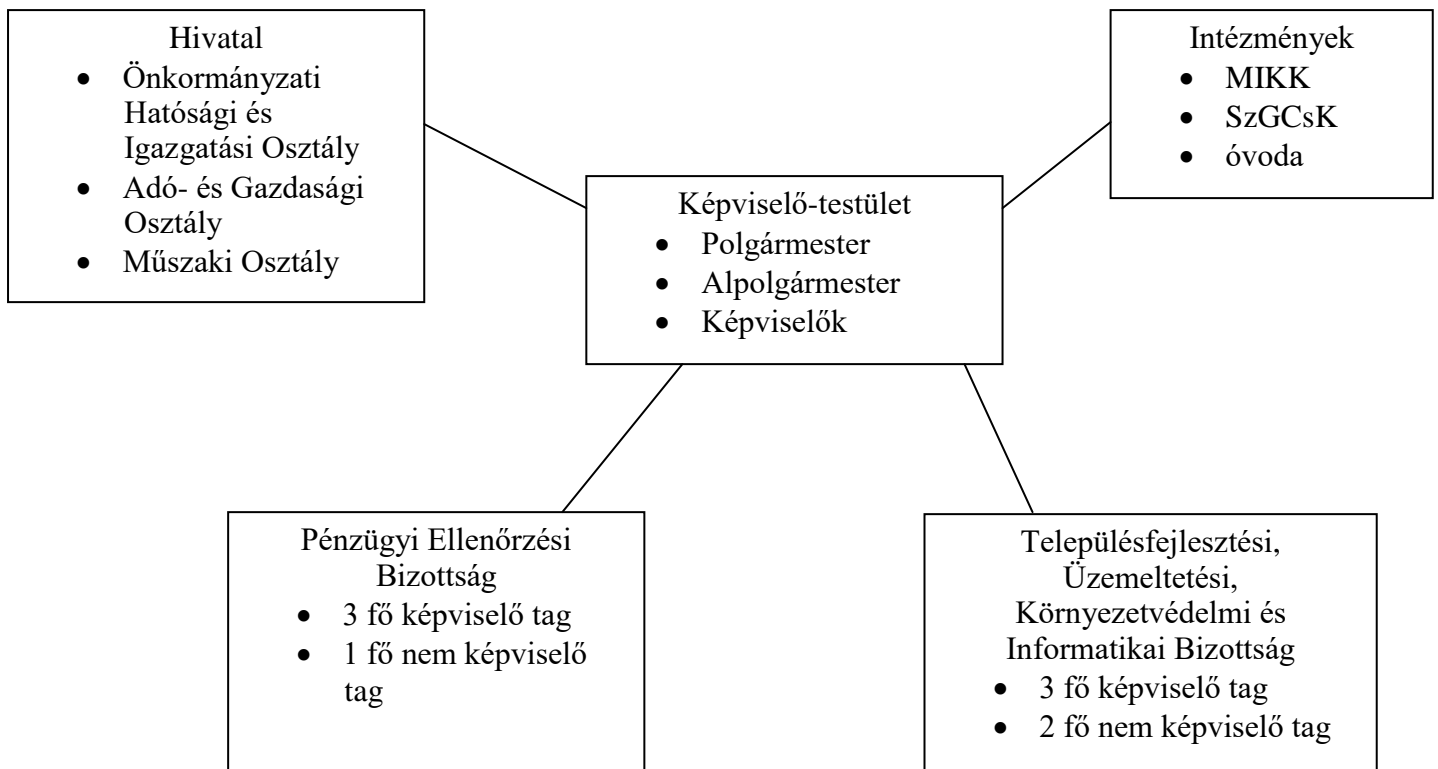 Hivatal
• Önkormányzati
Hatósági és
Igazgatási Osztály
• Adó- és Gazdasági
Osztály
• Műszaki Osztály
Intézmények
• MIKK
• SzGCsK
• óvoda
Képviselő-testület
• Polgármester
• Alpolgármester
• Képviselők
Pénzügyi Ellenőrzési
Bizottság
• 3 fő képviselő tag
• 1 fő nem képviselő
tag
Településfejlesztési,
Üzemeltetési,
Környezetvédelmi és
Informatikai Bizottság
• 3 fő képviselő tag
• 2 fő nem képviselő tag